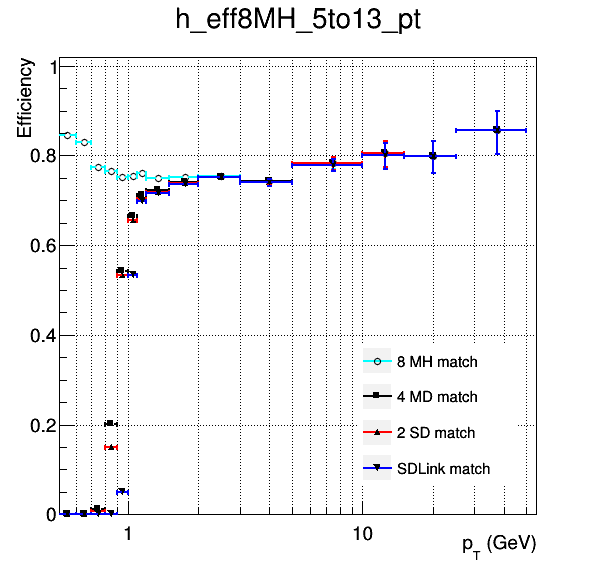 h_eff8MH_5to13_pt
Efficiency
1
0.8
0.6
0.4
0.2
0
8 MH match
4 MD match
2 SD match
SDLink match
1
10
p_T (GeV)